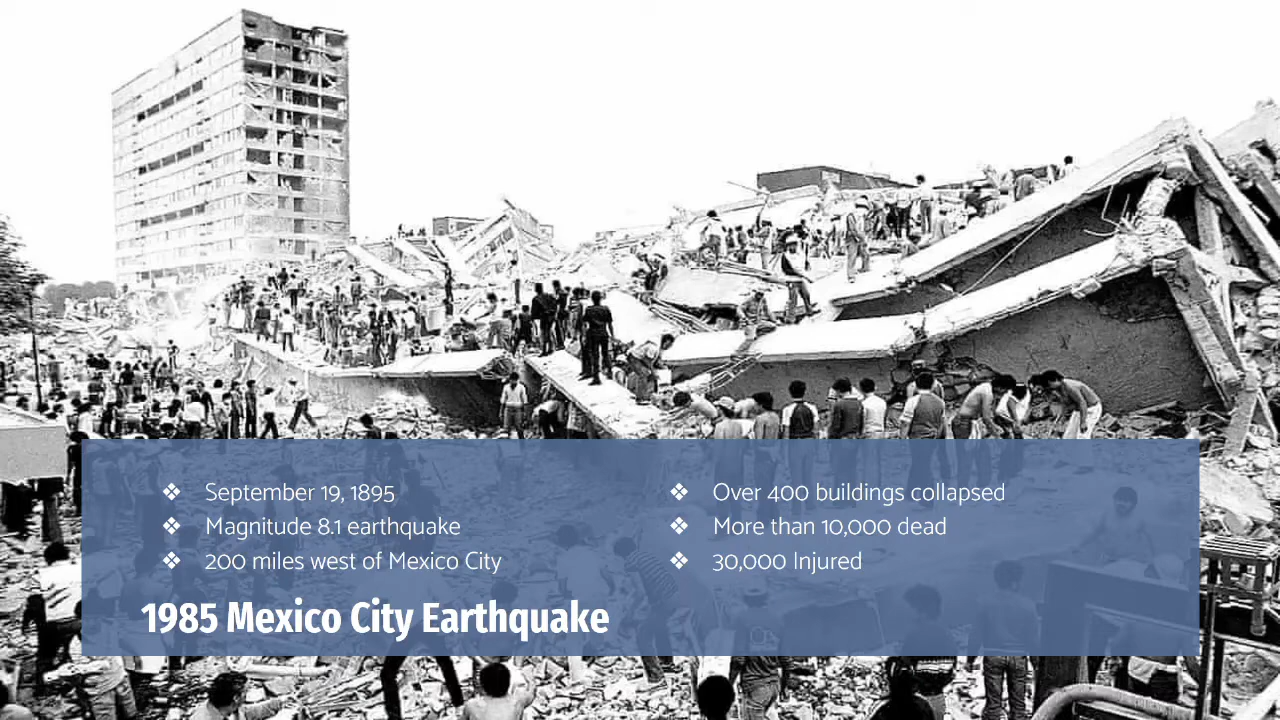 ❖ September 19, 1895
❖ Magnitude 8.1 earthquake
❖ 200 miles west of Mexico City
❖ Over 400 buildings collapsed
❖ More than 10,000 dead
❖ 30,000 Injured
1985 Mexico City Earthquake